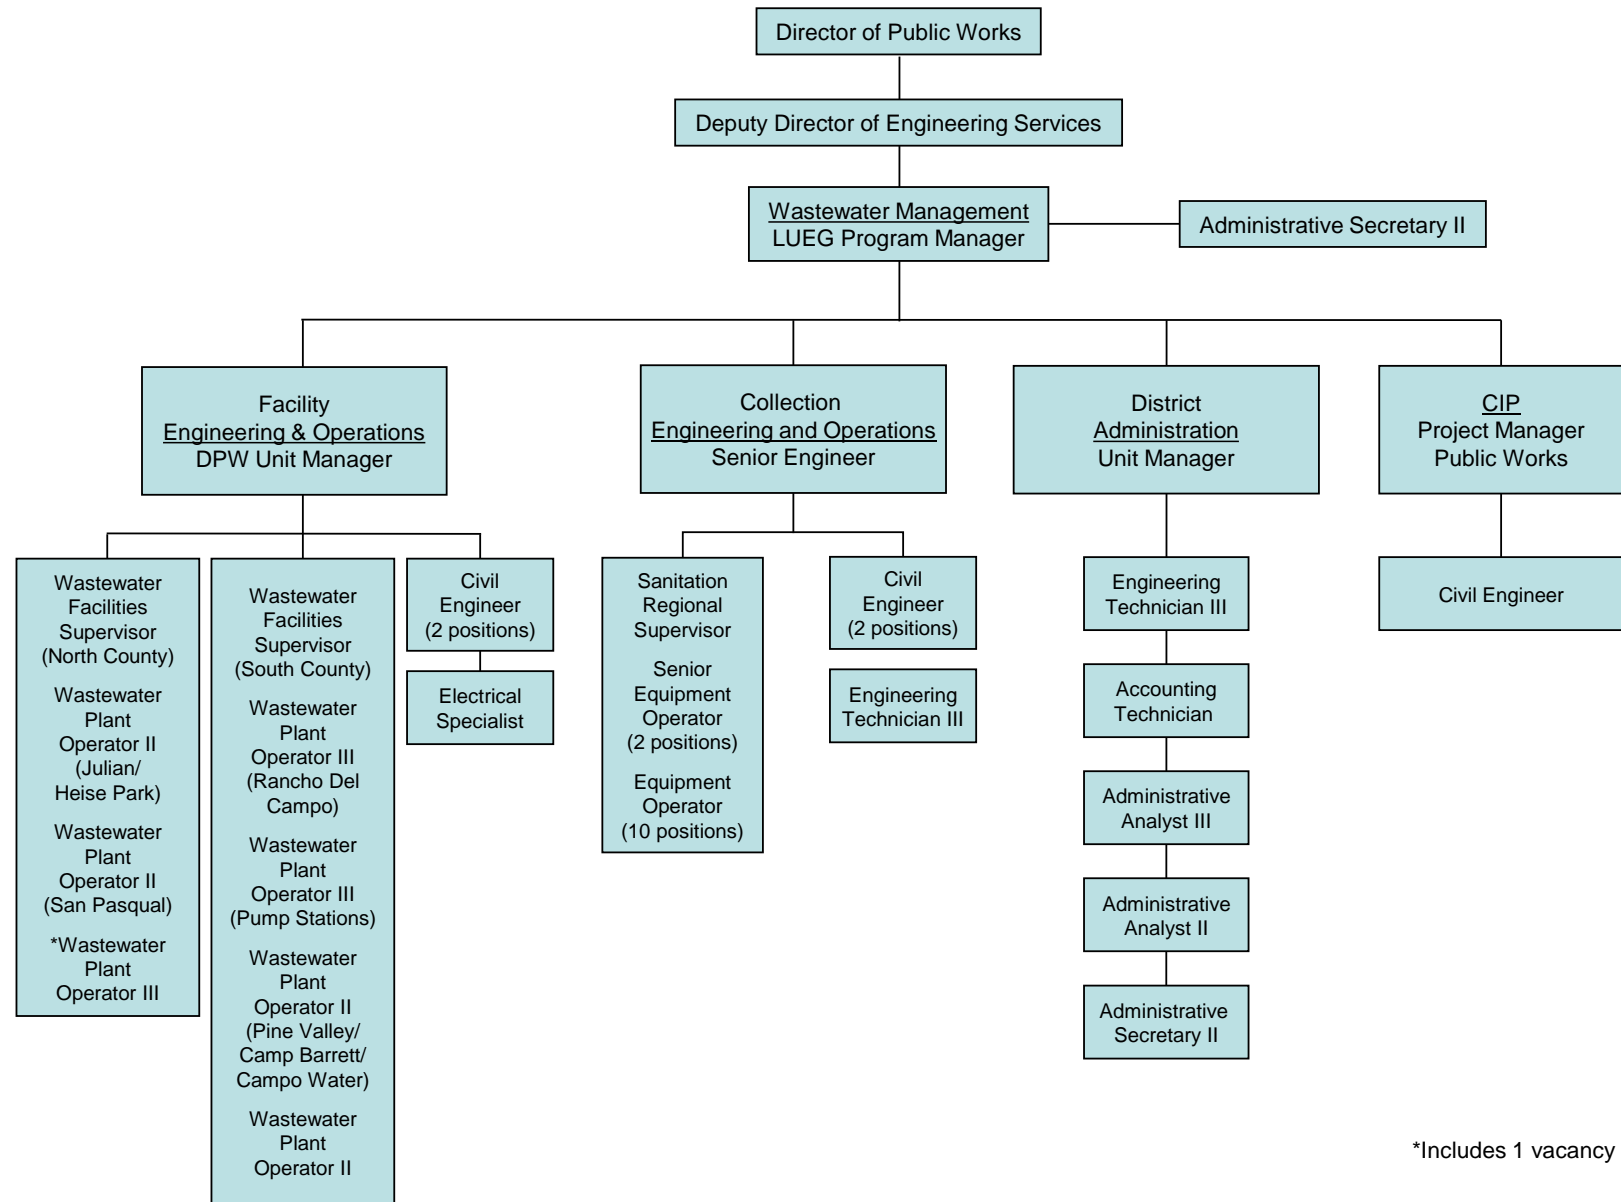 Director of Public Works
Deputy Director of Engineering Services
Wastewater Management
LUEG Program Manager
Administrative Secretary II
Facility
Engineering & Operations
DPW Unit Manager
Collection
Engineering and Operations
Senior Engineer
District
Administration
Unit Manager
CIP
Project Manager
Public Works
Wastewater
Facilities
Supervisor
(North County)
Wastewater
Plant
Operator II
(Julian/
Heise Park)
Wastewater
Plant
Operator II
(San Pasqual)
*Wastewater
Plant
Operator III
Wastewater
Facilities
Supervisor
(South County)
Wastewater
Plant
Operator III
(Rancho Del
Campo)
Wastewater
Plant
Operator III
(Pump Stations)
Wastewater
Plant
Operator II
(Pine Valley/
Camp Barrett/
Campo Water)
Wastewater
Plant
Operator II
Civil
Engineer
(2 positions)
Electrical
Specialist
Sanitation
Regional
Supervisor
Senior
Equipment
Operator
(2 positions)
Equipment
Operator
(10 positions)
Civil
Engineer
(2 positions)
Engineering
Technician III
Engineering
Technician III
Accounting
Technician
Administrative
Analyst III
Administrative
Analyst II
Administrative
Secretary II
Civil Engineer
*Includes 1 vacancy